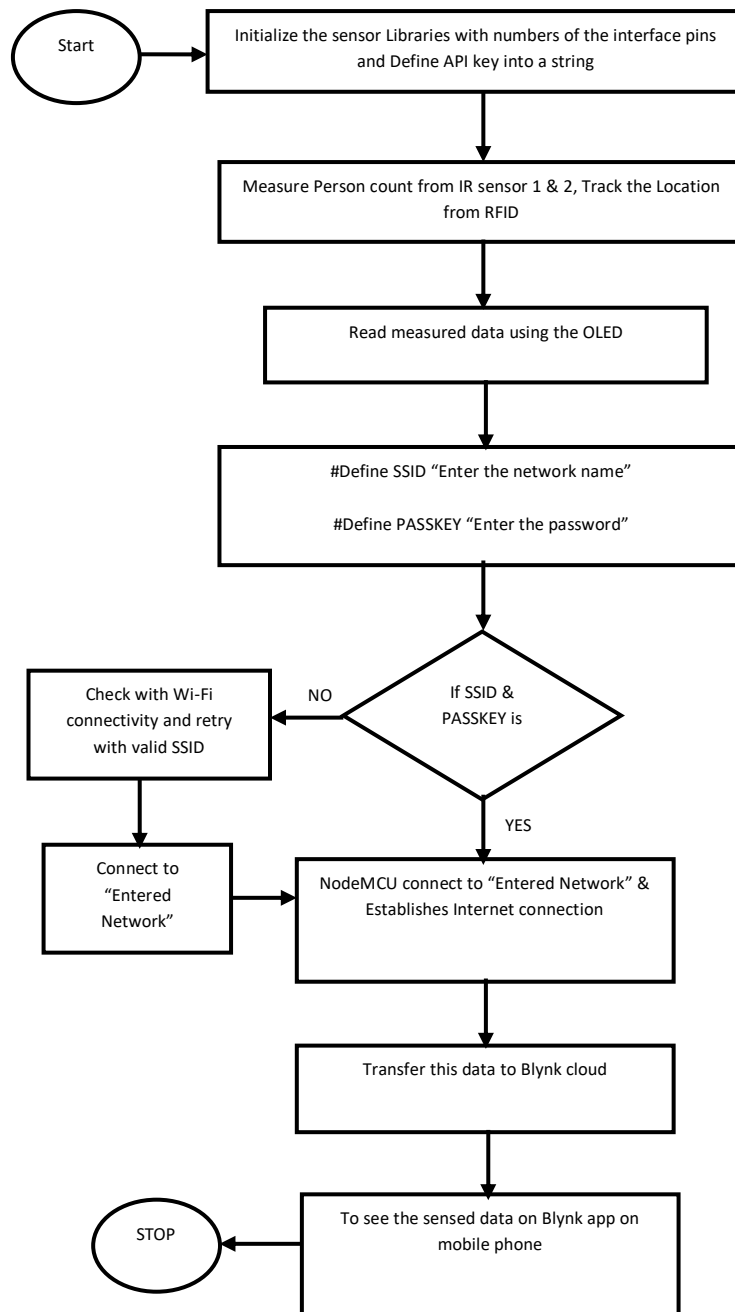 Start
Initialize the sensor Libraries with numbers of the interface pins
and Define API key into a string
Measure Person count from IR sensor 1 & 2, Track the Location
from RFID
Read measured data using the OLED
#Define SSID “Enter the network name”
#Define PASSKEY “Enter the password”
If SSID &
PASSKEY is
NO
Check with Wi-Fi
connectivity and retry
with valid SSID
YES
Connect to
“Entered
Network”
NodeMCU connect to “Entered Network” &
Establishes Internet connection
Transfer this data to Blynk cloud
To see the sensed data on Blynk app on
mobile phone
STOP